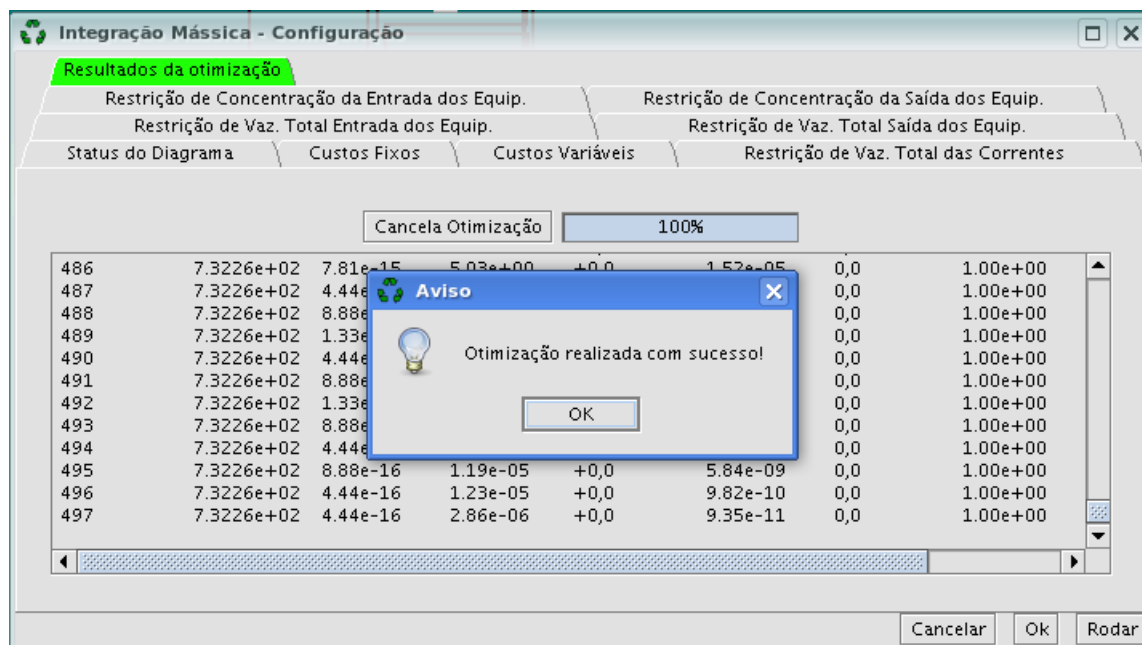 Integração Mássica - Configuração
Resultados da otimização
Restrição de Concentração da Entrada dos Equip. Restrição de Concentração da Saída dos Equip.
Restrição de Vaz. Total Entrada dos Equip. Restrição de Vaz. Total Saída dos Equip.
Status do Diagrama Custos Fixos Custos Variáveis Restrição de Vaz. Total das Correntes
Cancela Otimização 100%
486 7.3226e+02 7.81e-15 5.03e+00 +0,0 1.52e-05 0,0 1.00e+00
487 7.3226e+02 4.44e 0,0 1.00e+00
488 7.3226e+02 8.88e 0,0 1.00e+00
489 7.3226e+02 1.33e 0,0 1.00e+00
490 7.3226e+02 4.44e 0,0 1.00e+00
491 7.3226e+02 8.88e 0,0 1.00e+00
492 7.3226e+02 1.33e 0,0 1.00e+00
493 7.3226e+02 8.88e 0,0 1.00e+00
494 7.3226e+02 4.44e 0,0 1.00e+00
495 7.3226e+02 8.88e-16 1.19e-05 +0,0 5.84e-09 0,0 1.00e+00
496 7.3226e+02 4.44e-16 1.23e-05 +0,0 9.82e-10 0,0 1.00e+00
497 7.3226e+02 4.44e-16 2.86e-06 +0,0 9.35e-11 0,0 1.00e+00
Aviso
Otimização realizada com sucesso!
OK
Cancelar Ok Rodar